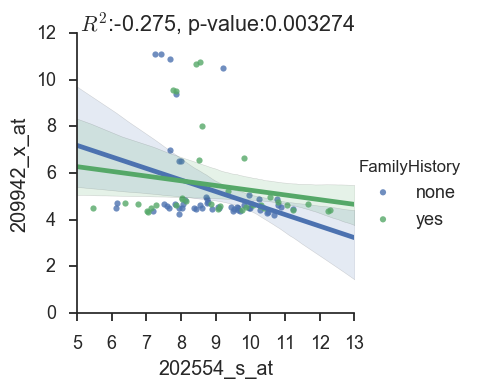 R²:-0.275, p-value:0.003274
12
10
8
6
4
2
0
209942_x_at
5 6 7 8 9 10 11 12 13
202554_s_at
FamilyHistory
none
yes